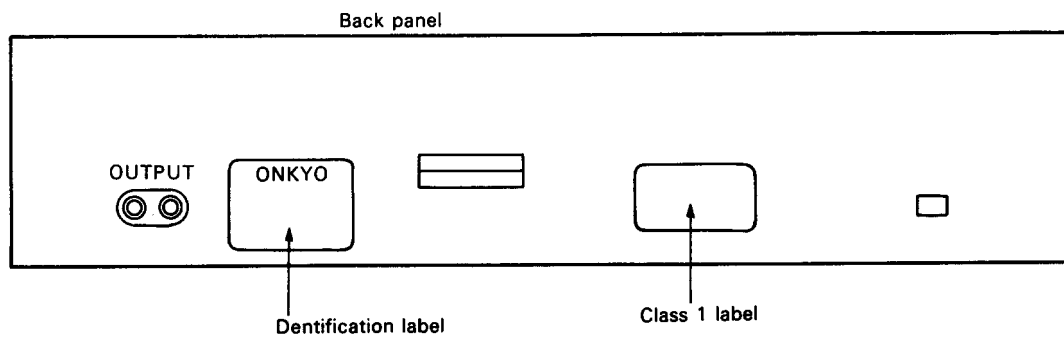 Back panel
OUTPUT
ONKYO
Dentification label
Class 1 label